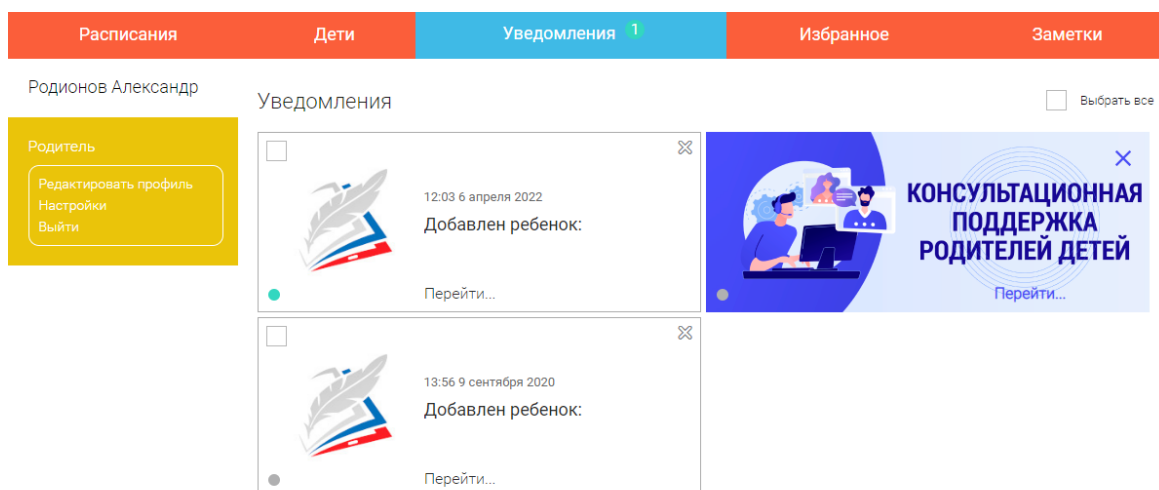 Расписания
Дети
Уведомления 1
Избранное
Заметки
Родионов Александр
Родитель
Редактировать профиль
Настройки
Выйти
Уведомления
Выбрать все
12:03 6 апреля 2022
Добавлен ребенок:
Перейти...
КОНСУЛЬТАЦИОННАЯ
ПОДДЕРЖКА
РОДИТЕЛЕЙ ДЕТЕЙ
Перейти...
13:56 9 сентября 2020
Добавлен ребенок:
Перейти...